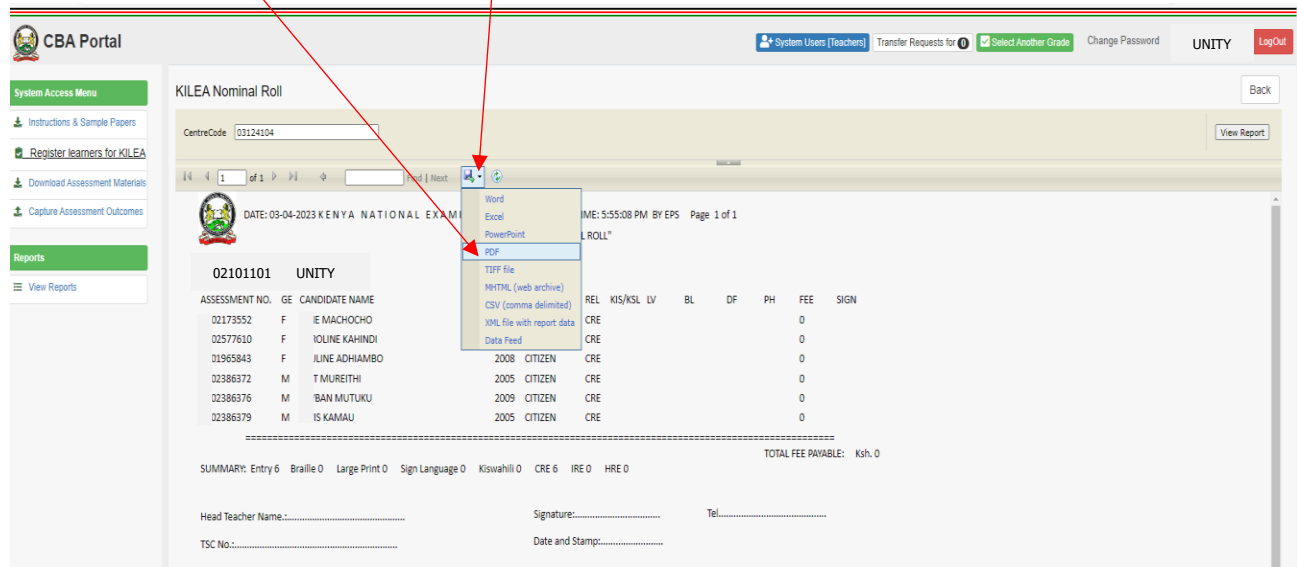 CBA Portal
System Users [Teachers] Transfer Requests for 0 Select Another Grade Change Password UNITY LogOut
System Access Menu
Instructions & Sample Papers
Register learners for KILEA
Download Assessment Materials
Capture Assessment Outcomes
Reports
View Reports
KILEA Nominal Roll
Back
CentreCode 03124104
View Report
1 of 1 Find | Next
Word
Excel
PowerPoint
PDF
TIFF file
MHTML (web archive)
CSV (comma delimited)
XML file with report data
Data Feed
DATE: 03-04-2023 K E N Y A N A T I O N A L E X A M IME: 5:55:08 PM BY EPS Page 1 of 1
L ROLL"
02101101 UNITY
ASSESSMENT NO. GE CANDIDATE NAME REL KIS/KSL LV BL DF PH FEE SIGN
02173552 F E MACHOCHO CRE 0
02577610 F OLINE KAHINDI CRE 0
01965843 F LINE ADHIAMBO 2008 CITIZEN CRE 0
02386372 M T MUREITHI 2005 CITIZEN CRE 0
02386376 M BAN MUTUKU 2009 CITIZEN CRE 0
02386379 M IS KAMAU 2005 CITIZEN CRE 0
TOTAL FEE PAYABLE: Ksh. 0
SUMMARY: Entry 6 Braille 0 Large Print 0 Sign Language 0 Kiswahili 0 CRE 6 IRE 0 HRE 0
Head Teacher Name.:................ Signature:................ Tel................
TSC No.:................ Date and Stamp:................